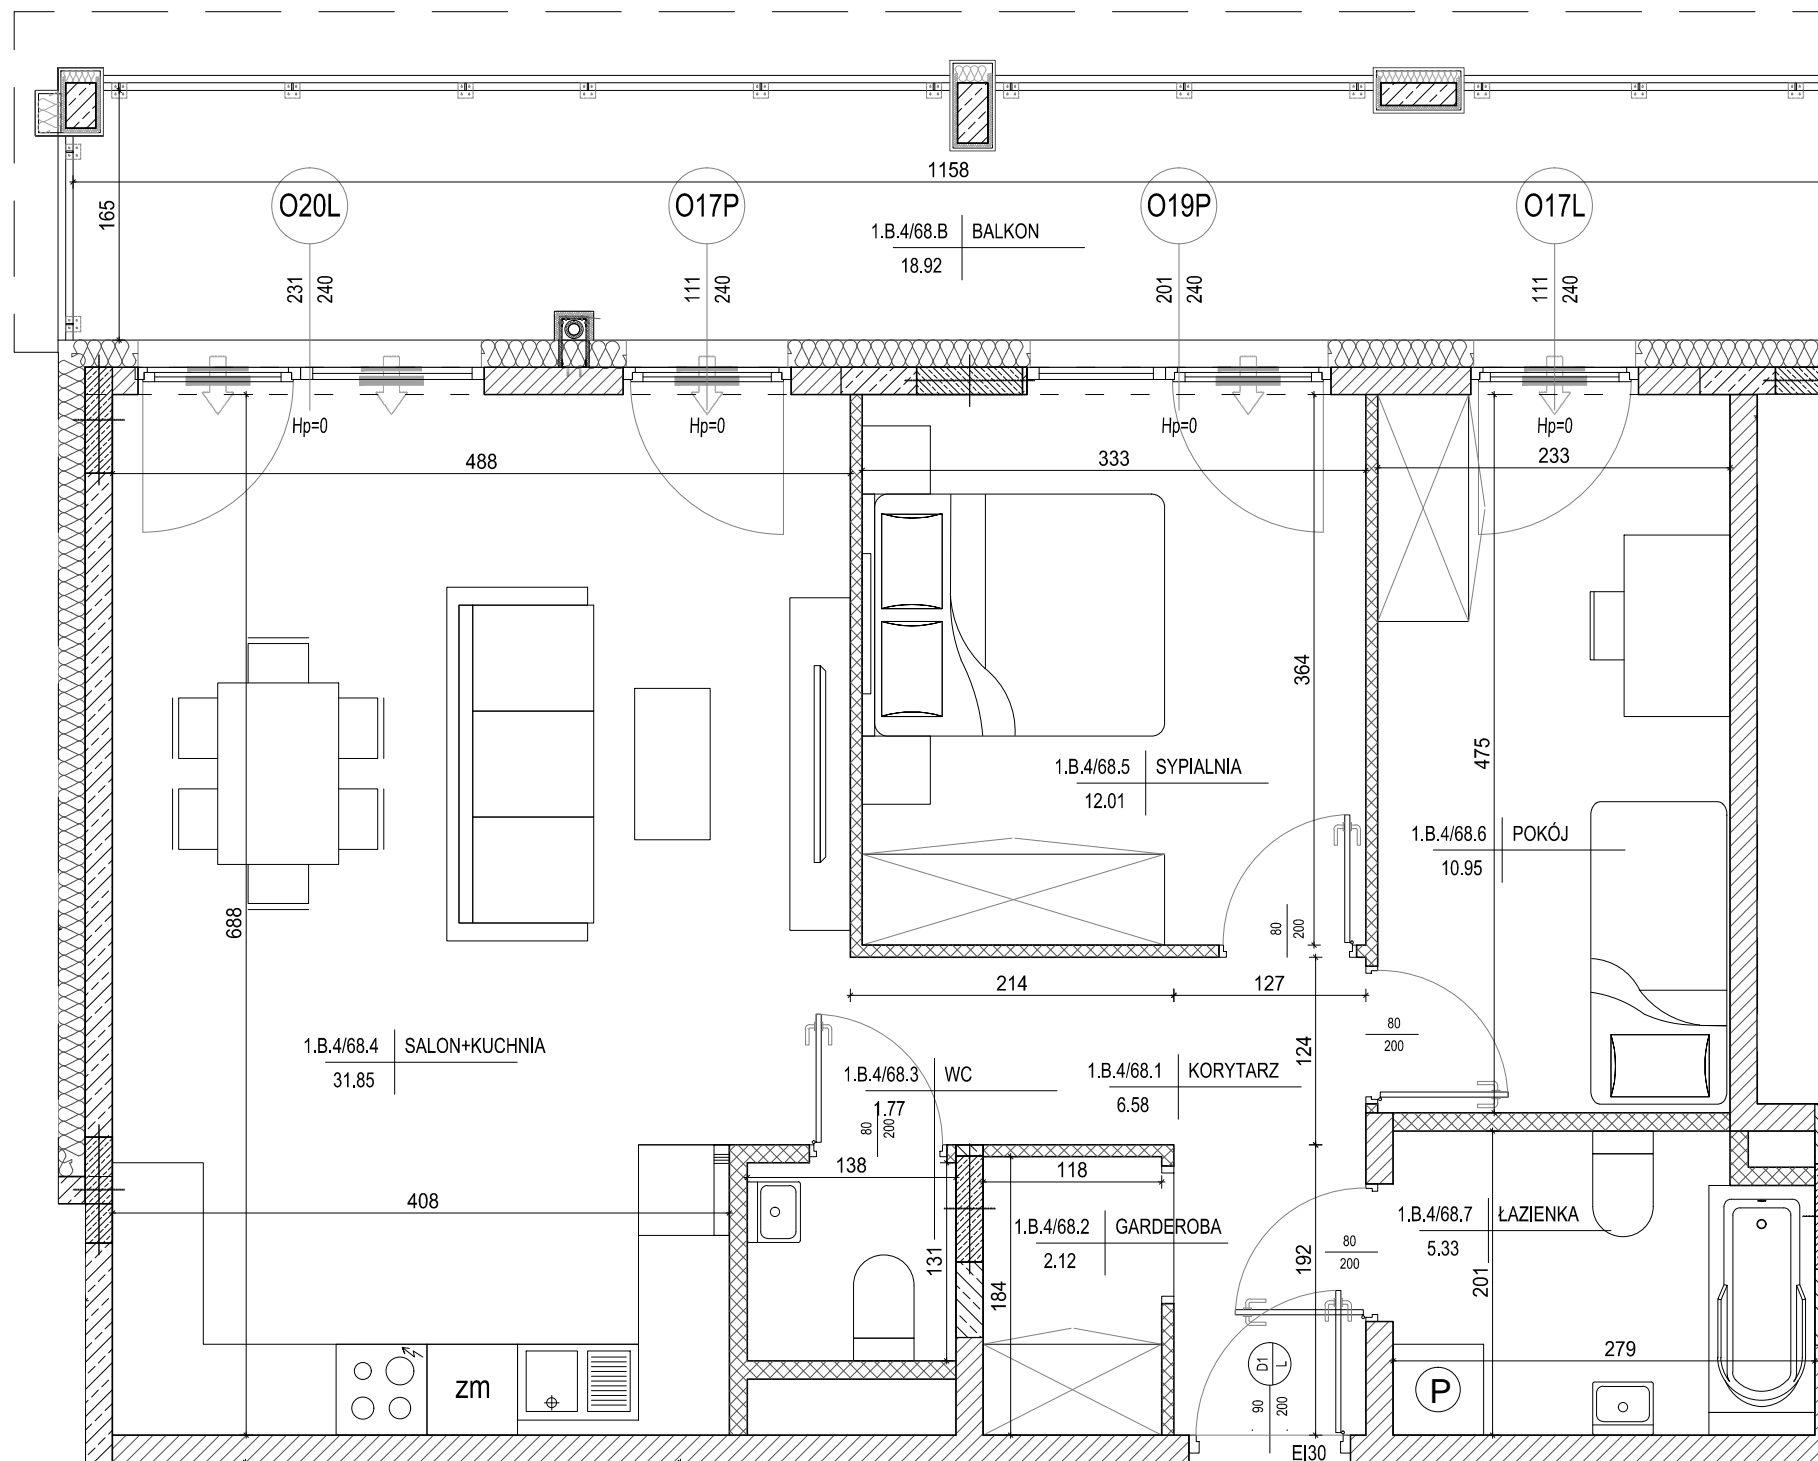 1158
165
O20L
O17P
O19P
O17L
1.B.4/68.B BALKON
18.92
231
240
111
240
201
240
111
240
Hp=0
Hp=0
Hp=0
Hp=0
488
333
233
364
475
688
1.B.4/68.5 SYPIALNIA
12.01
1.B.4/68.6 POKÓJ
10.95
80
200
214
127
80
200
124
1.B.4/68.4 SALON+KUCHNIA
31.85
1.B.4/68.3 WC
1.77
80
200
1.B.4/68.1 KORYTARZ
6.58
138
118
408
131
184
192
1.B.4/68.2 GARDEROBA
2.12
80
200
1.B.4/68.7 ŁAZIENKA
5.33
201
279
zm
D1
L
90
200
P
EI30